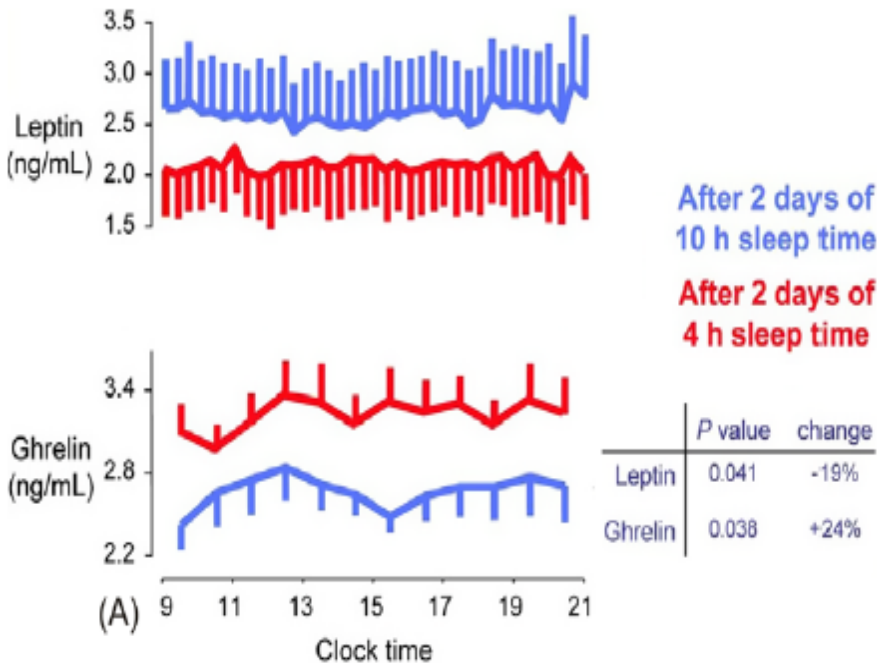 3.5
3.0
Leptin
(ng/mL)
2.5
2.0
1.5
After 2 days of
10 h sleep time
After 2 days of
4 h sleep time
3.4
Ghrelin
(ng/mL)
2.8
2.2
P value change
Leptin 0.041 -19%
Ghrelin 0.038 +24%
(A) 9 11 13 15 17 19 21
Clock time